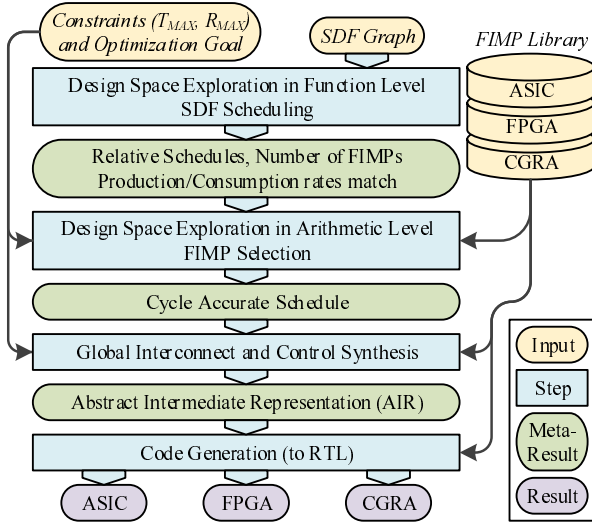 Constraints (T_MAX, R_MAX)
and Optimization Goal
SDF Graph
FIMP Library
ASIC
FPGA
CGRA
Design Space Exploration in Function Level
SDF Scheduling
Relative Schedules, Number of FIMPs
Production/Consumption rates match
Design Space Exploration in Arithmetic Level
FIMP Selection
Cycle Accurate Schedule
Global Interconnect and Control Synthesis
Abstract Intermediate Representation (AIR)
Code Generation (to RTL)
ASIC
FPGA
CGRA
Input
Step
Meta-
Result
Result